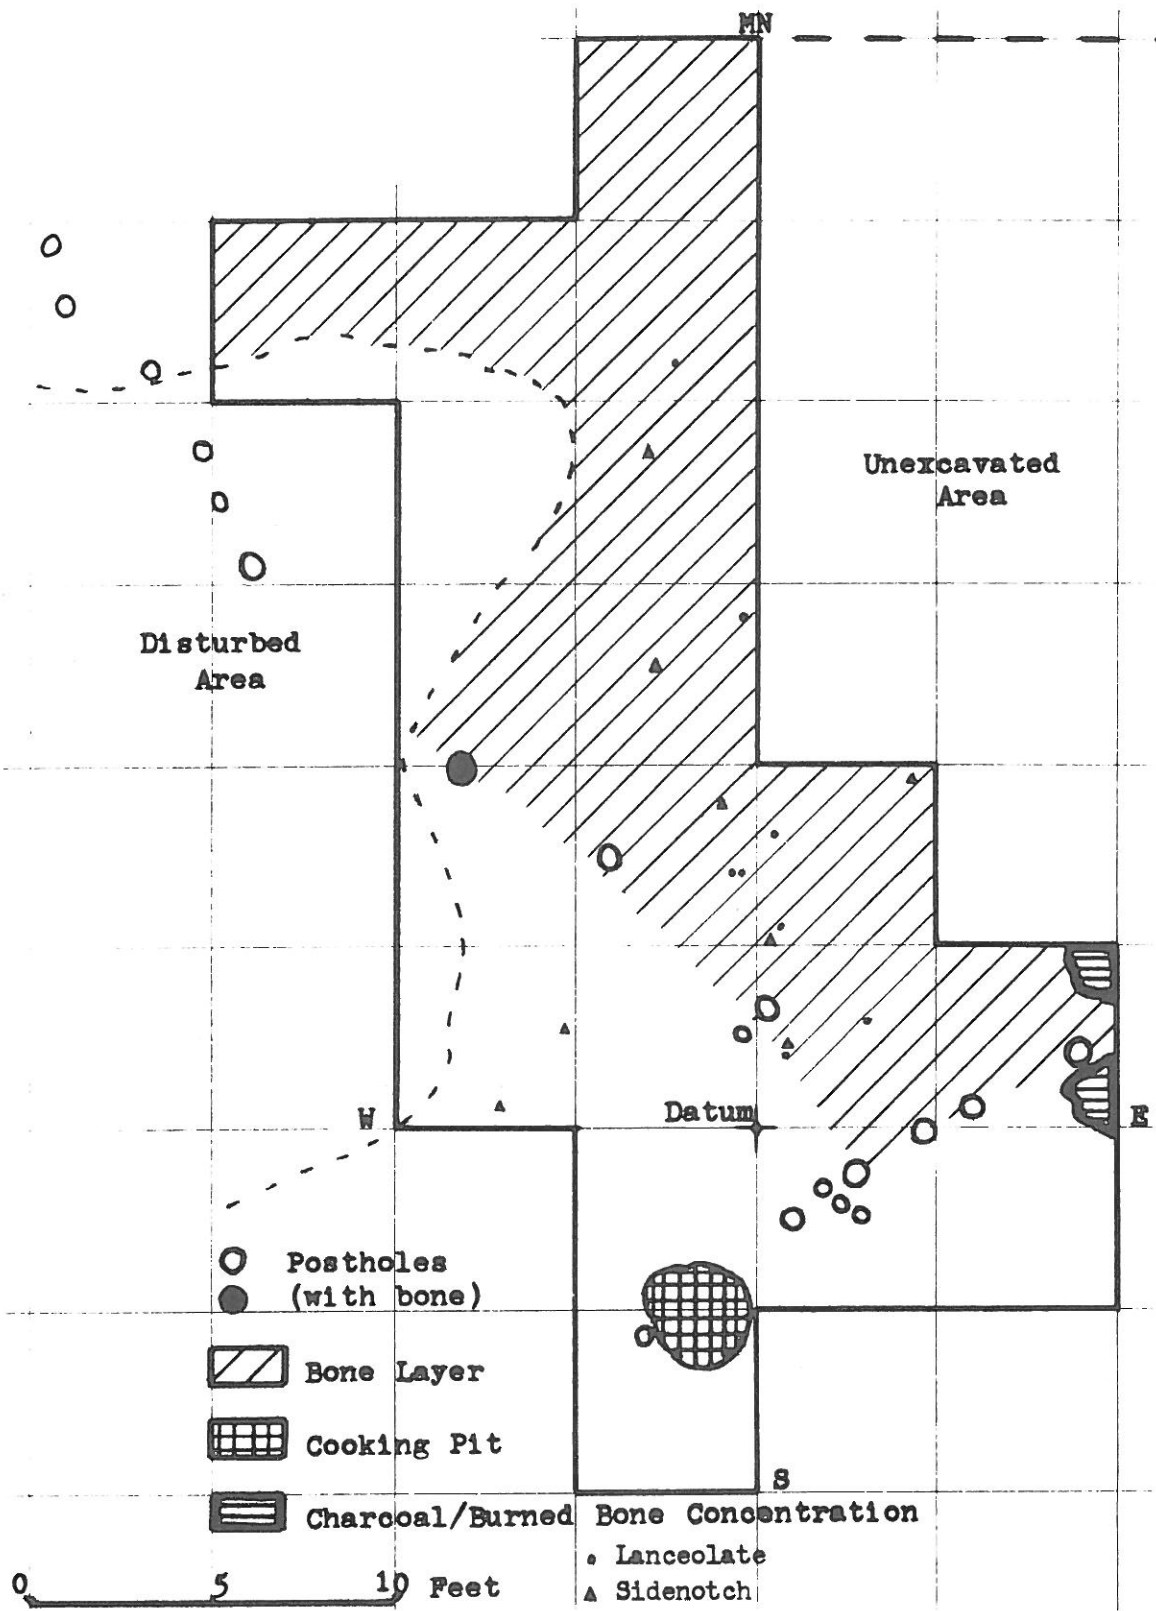 MN
Unexcavated
Area
Disturbed
Area
W
Datum
E
Postholes
(with bone)
Bone Layer
Cooking Pit
S
Charcoal/Burned Bone Concentration
Lanceolate
Sidenotch
0 5 10 Feet